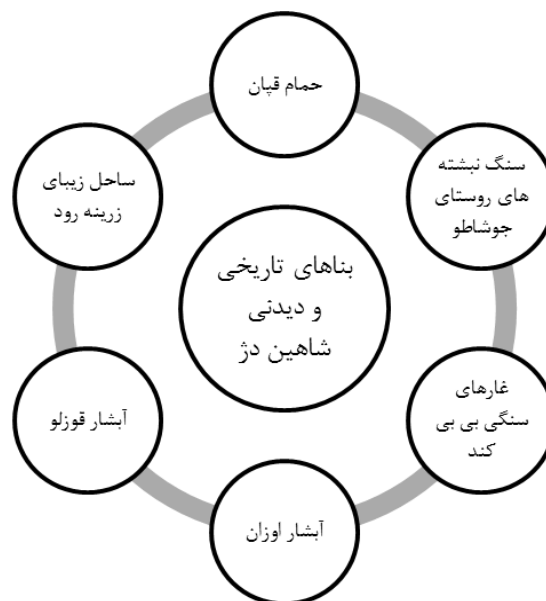 بناهای تاریخی
و دیدنی
شاهین دژ
حمام قپان
سنگ نبشته
های روستای
جوشاطو
غارهای
سنگی بی بی
کند
آبشار اوزان
آبشار قوزلو
ساحل زیبای
زرینه رود